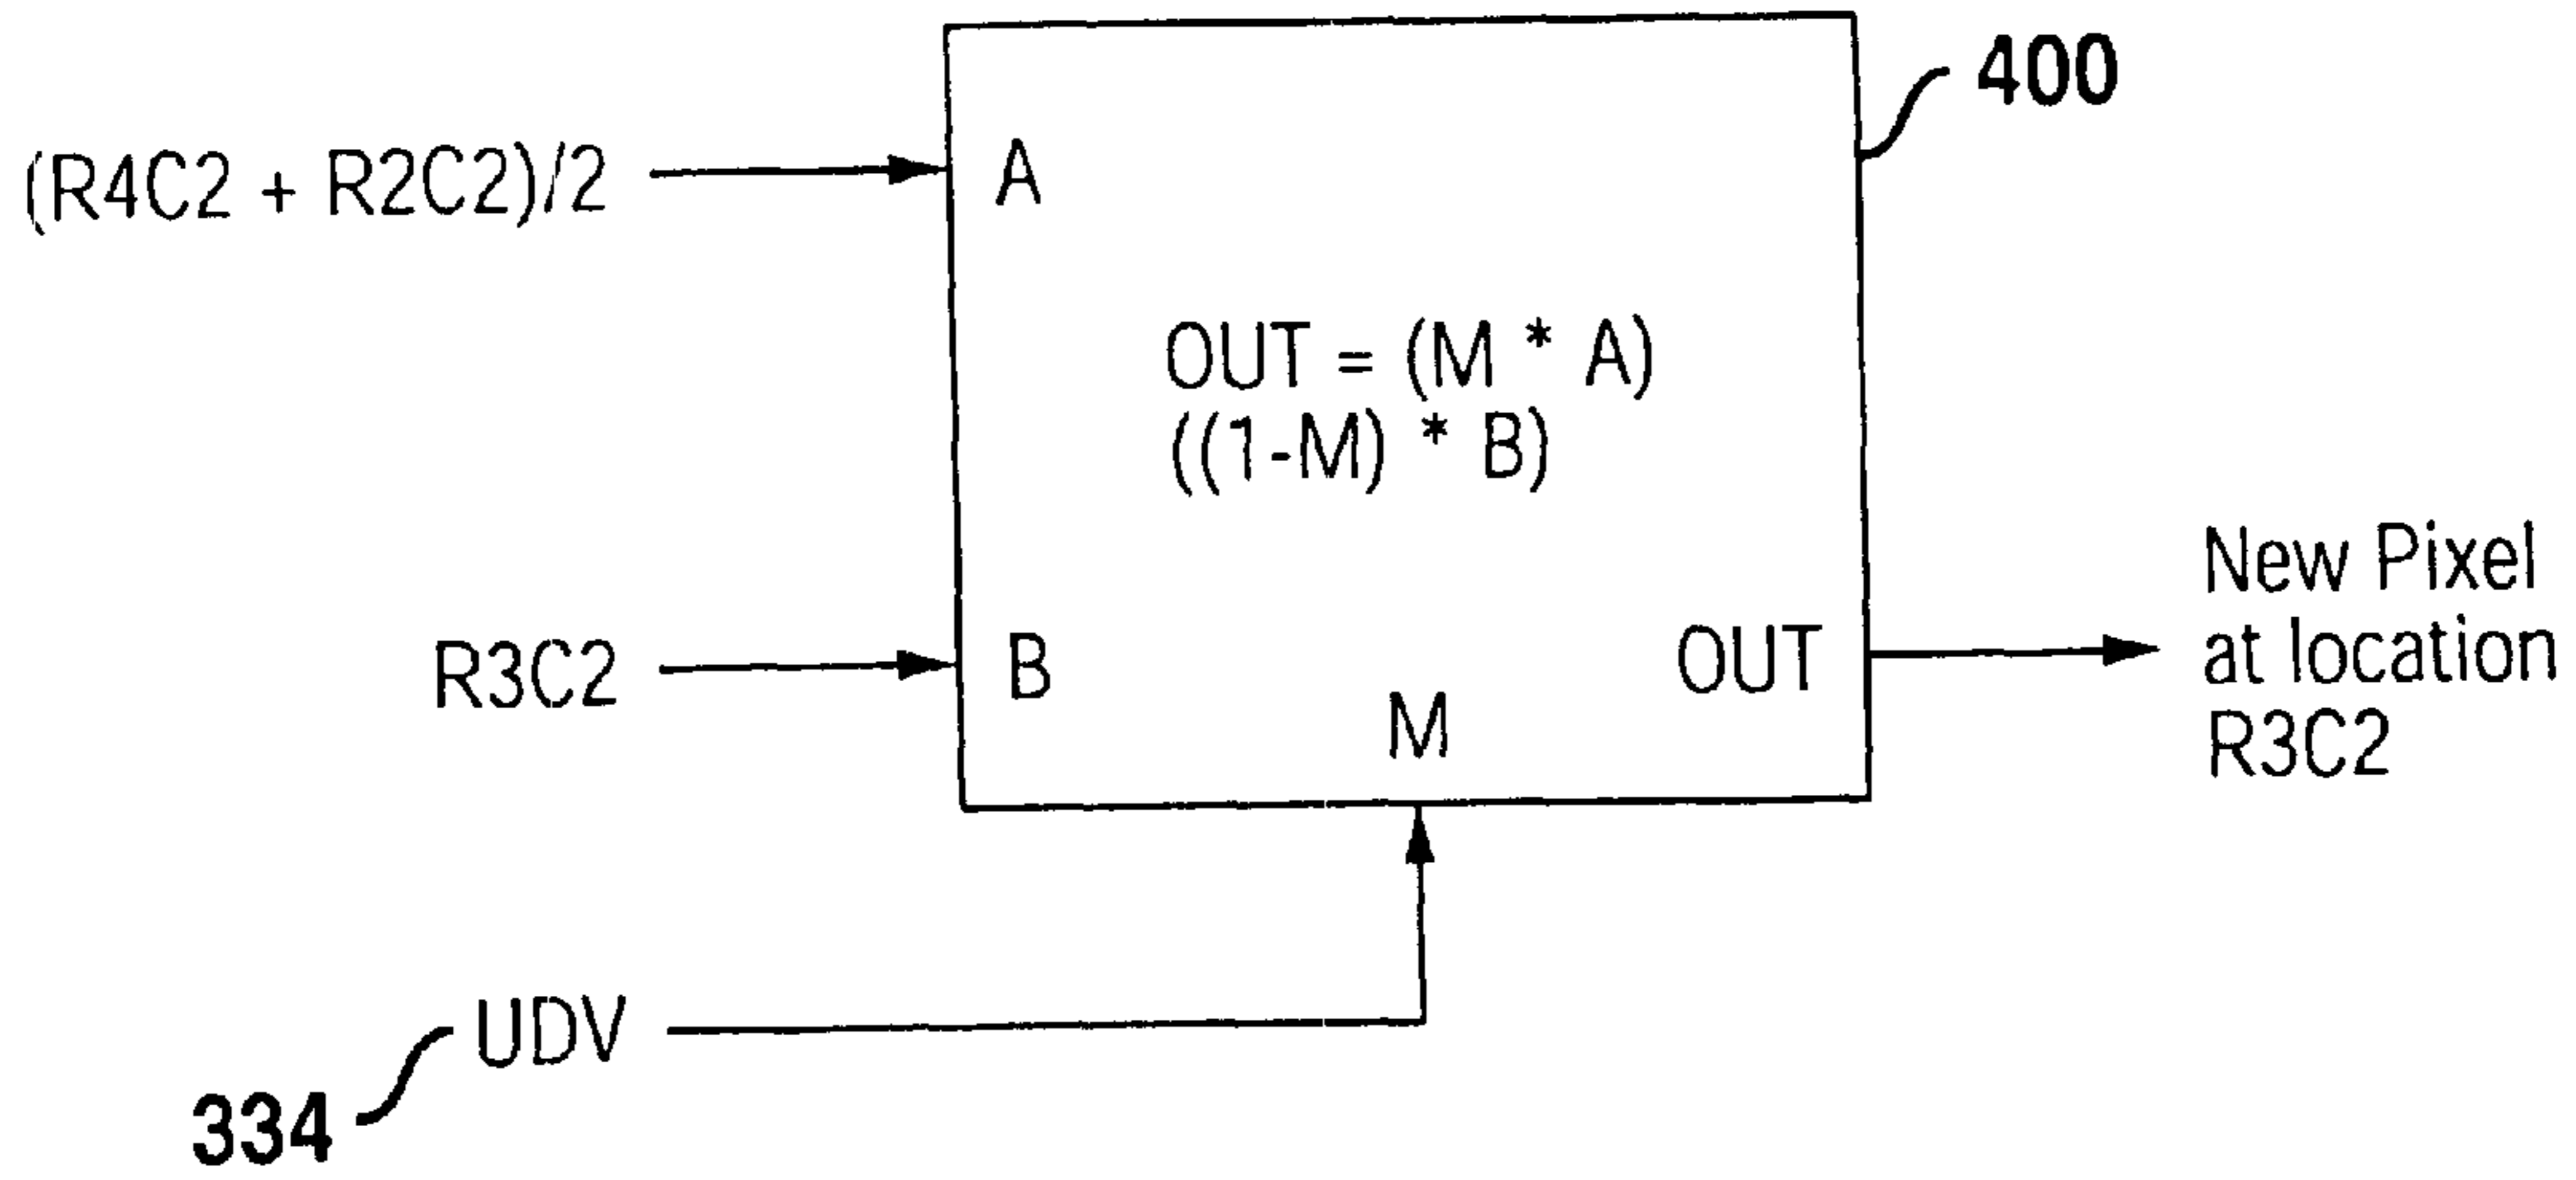 400
(R4C2 + R2C2)/2
A
OUT = (M * A)
((1-M) * B)
R3C2
B
M
OUT
New Pixel
at location
R3C2
UDV
334